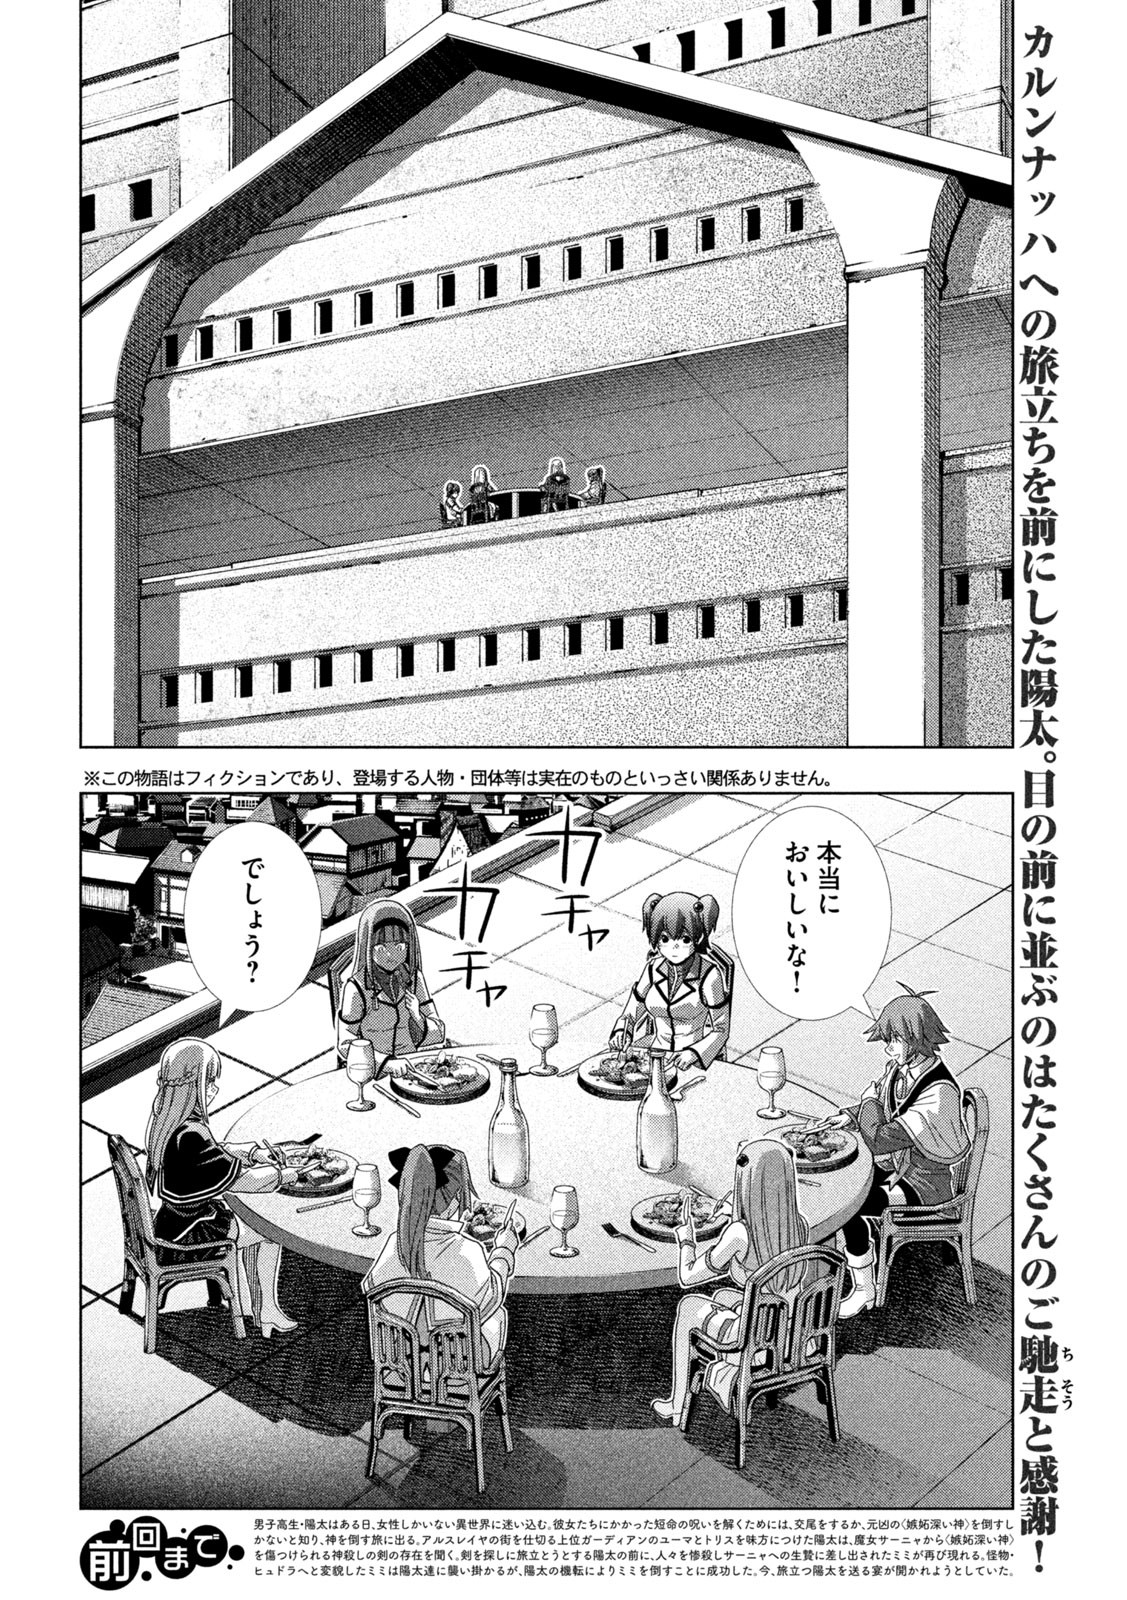 カルンナッハへの旅立ちを前にした陽太。目の前に並ぶのはたくさんのご馳走と感謝！
ち
そう
※この物語はフィクションであり、登場する人物・団体等は実在のものといっさい関係ありません。
本当に
おいしいな！
カチャ
カチャ
でしょう？
前回まで
男子高生・陽太はある日、女性しかいない異世界に迷い込む。彼女たちにかかった短命の呪いを解くためには、交尾をするか、元凶の〈嫉妬深い神〉を倒すし
かないと知り、神を倒す旅に出る。アルスレイヤの街を仕切る上位ガーディアンのユーマとトリスを味方につけた陽太は、魔女サーニャから〈嫉妬深い神〉
を傷つけられる神殺しの剣の存在を聞く。剣を探しに旅立とうとする陽太の前に、人々を惨殺しサーニャへの生贄に差し出されたミミが再び現れる。怪物・
ヒュドラへと変貌したミミは陽太達に襲い掛かるが、陽太の機転によりミミを倒すことに成功した。今、旅立つ陽太を送る宴が開かれようとしていた。